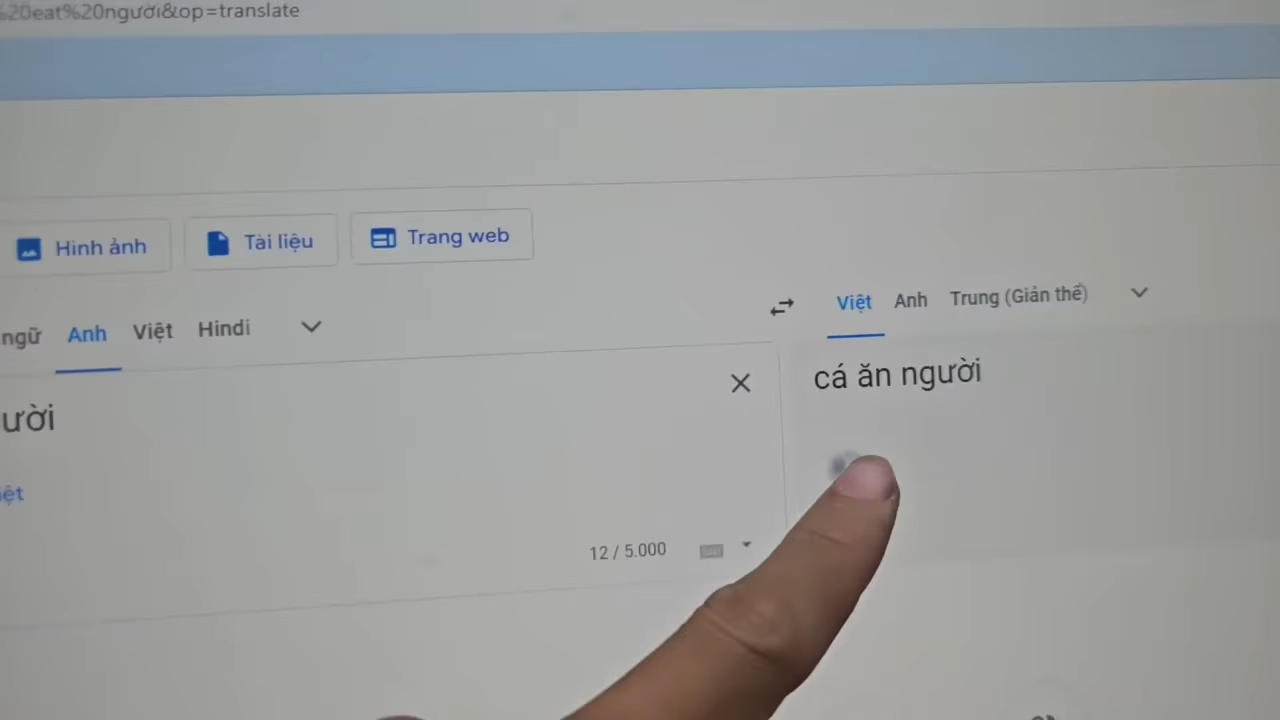 %20eat%20người&op=translate
Hình ảnh
Tài liệu
Trang web
ngữ
Anh
Việt
Hindi
Việt
Anh
Trung (Giản thể)
ười
cá ăn người
iệt
12 / 5.000